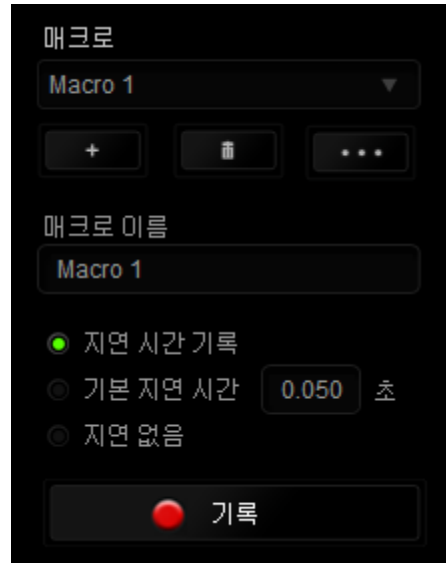 매크로
Macro 1
+
매크로 이름
Macro 1
지연 시간 기록
기본 지연 시간 0.050 초
지연 없음
기록